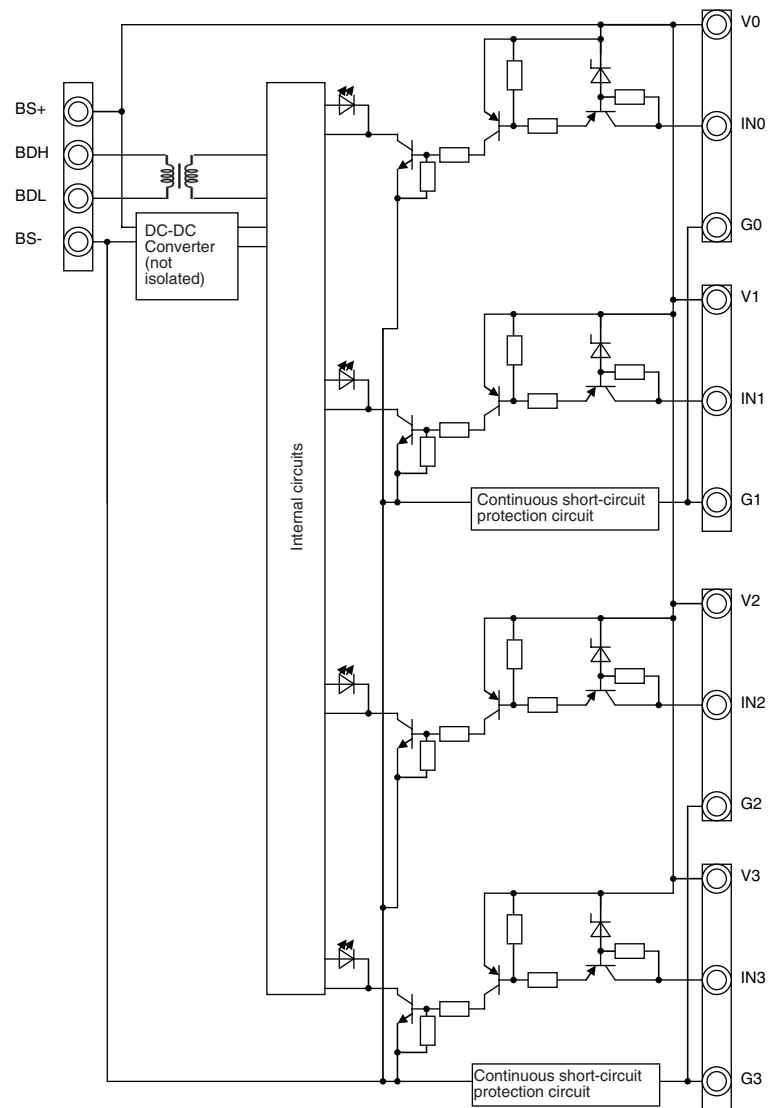 V0
BS+
IN0
BDH
BDL
G0
BS-
DC-DC
Converter
(not
isolated)
V1
IN1
Internal circuits
Continuous short-circuit
protection circuit
G1
V2
IN2
G2
V3
IN3
Continuous short-circuit
protection circuit
G3